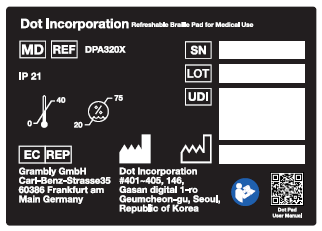 Dot Incorporation Refreshable Braille Pad for Medical Use
MD REF DPA320X
SN
LOT
UDI
IP 21
40
0
75
20
EC REP
Grambly GmbH
Carl-Benz-Strasse35
60386 Frankfurt am
Main Germany
Dot Incorporation
#401~405, 146,
Gasan digital 1-ro
Geumcheon-gu, Seoul,
Republic of Korea
Dot Pad
User Manual